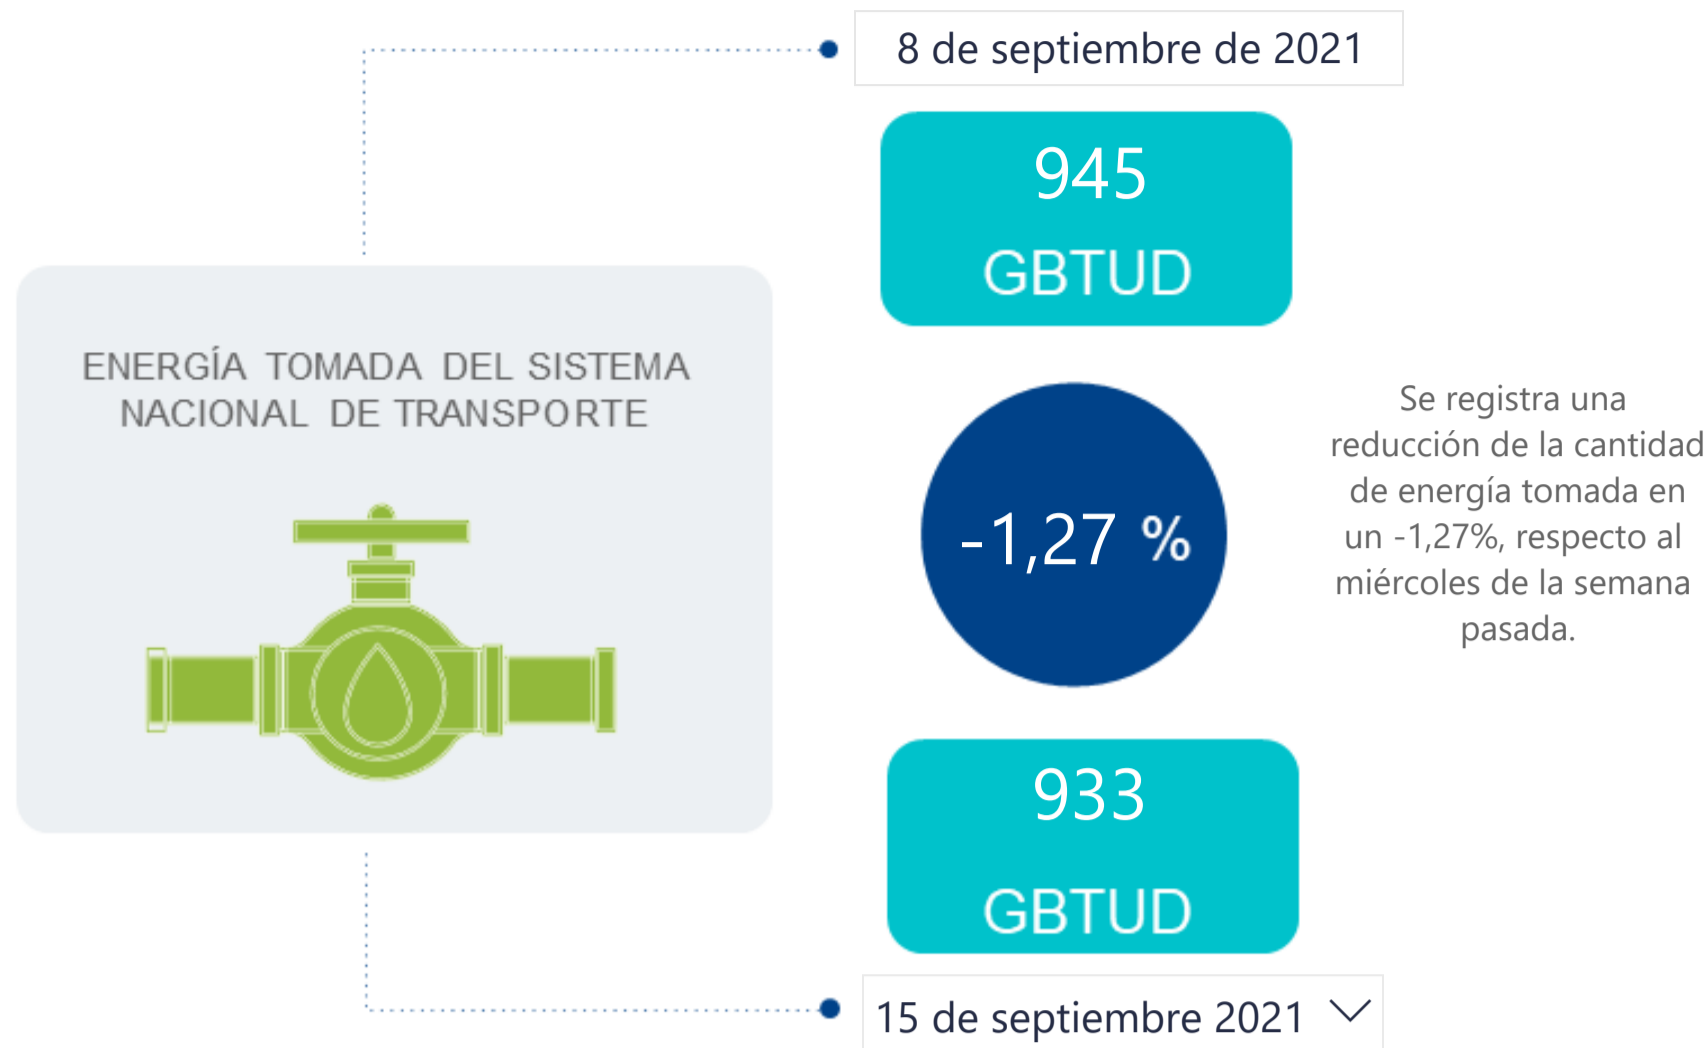 8 de septiembre de 2021
945
GBTUD
ENERGÍA TOMADA DEL SISTEMA
NACIONAL DE TRANSPORTE
-1,27 %
Se registra una
reducción de la cantidad
de energía tomada en
un -1,27%, respecto al
miércoles de la semana
pasada.
933
GBTUD
15 de septiembre 2021